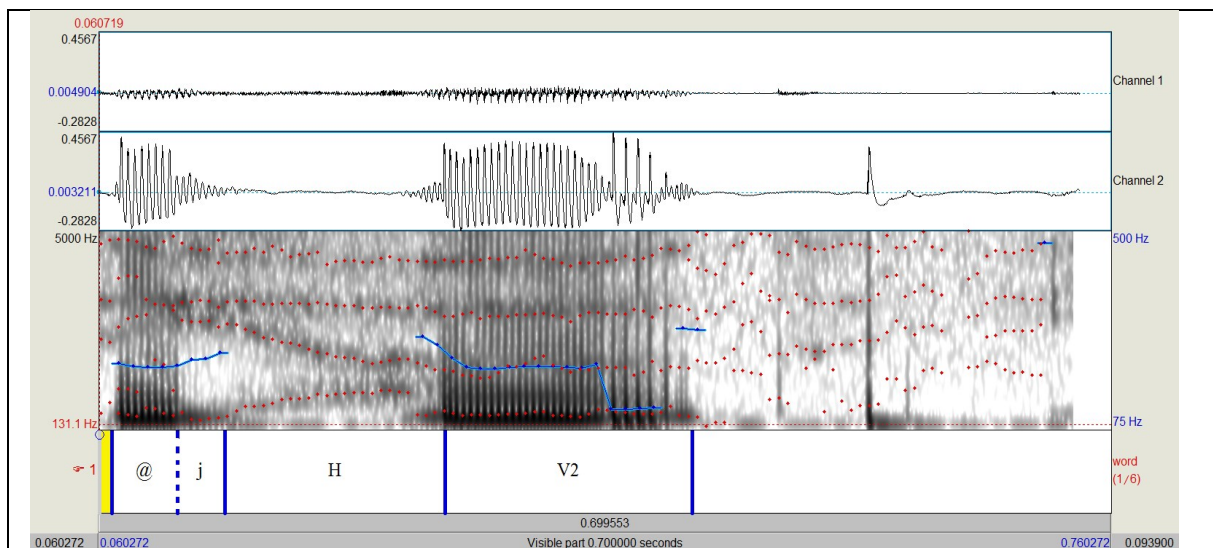 0.060719
0.4567
0.004904
-0.2828
Channel 1
0.4567
0.003211
-0.2828
Channel 2
5000 Hz
500 Hz
131.1 Hz
75 Hz
☞ 1
@ j H V2
word
(1/6)
0.699553
0.060272 0.060272 Visible part 0.700000 seconds 0.760272 0.093900